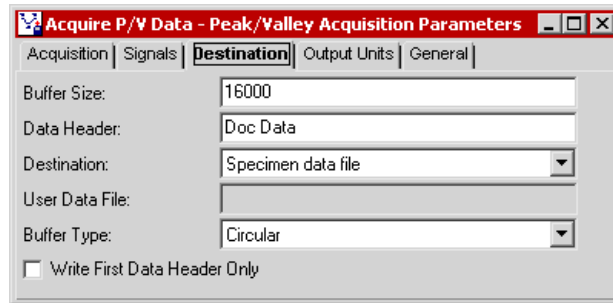 Acquire P/V Data - Peak/Valley Acquisition Parameters
Acquisition Signals Destination Output Units General
Buffer Size: 16000
Data Header: Doc Data
Destination: Specimen data file
User Data File:
Buffer Type: Circular
Write First Data Header Only